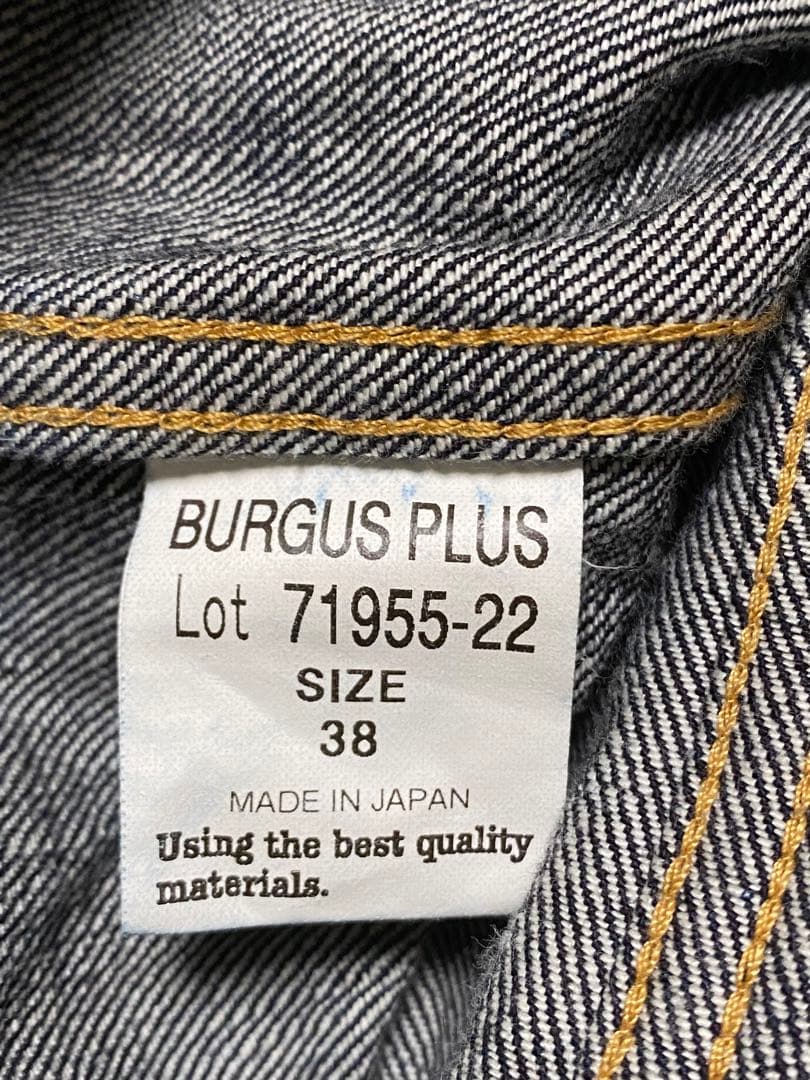 BURGUS PLUS
Lot 71955-22
SIZE
38
MADE IN JAPAN
Using the best quality
materials.